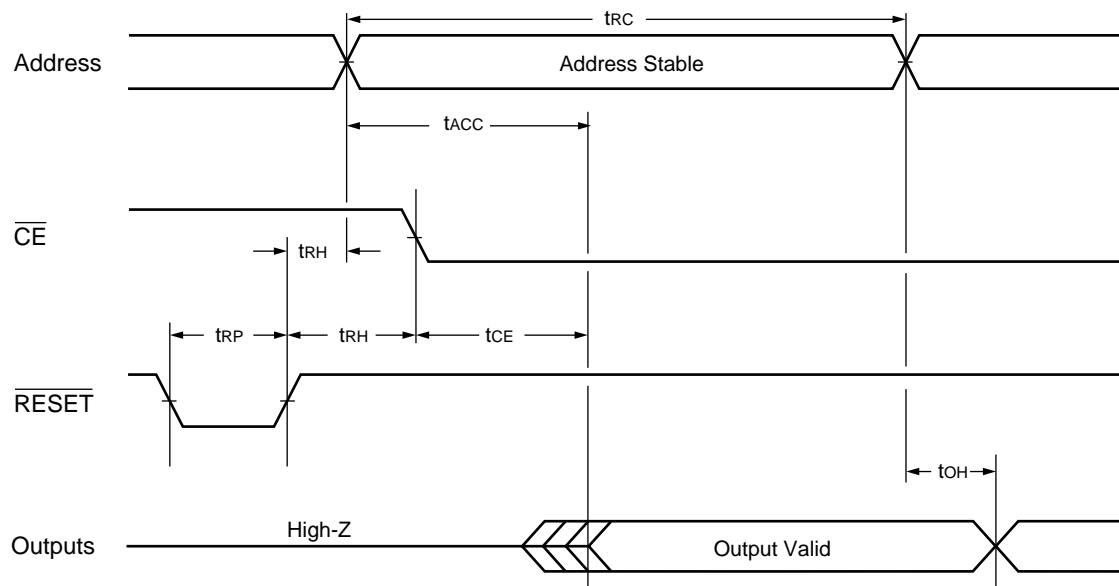 tRC
Address
Address Stable
tACC
CE
tRH
tRP
tRH
tCE
RESET
tOH
High-Z
Outputs
Output Valid